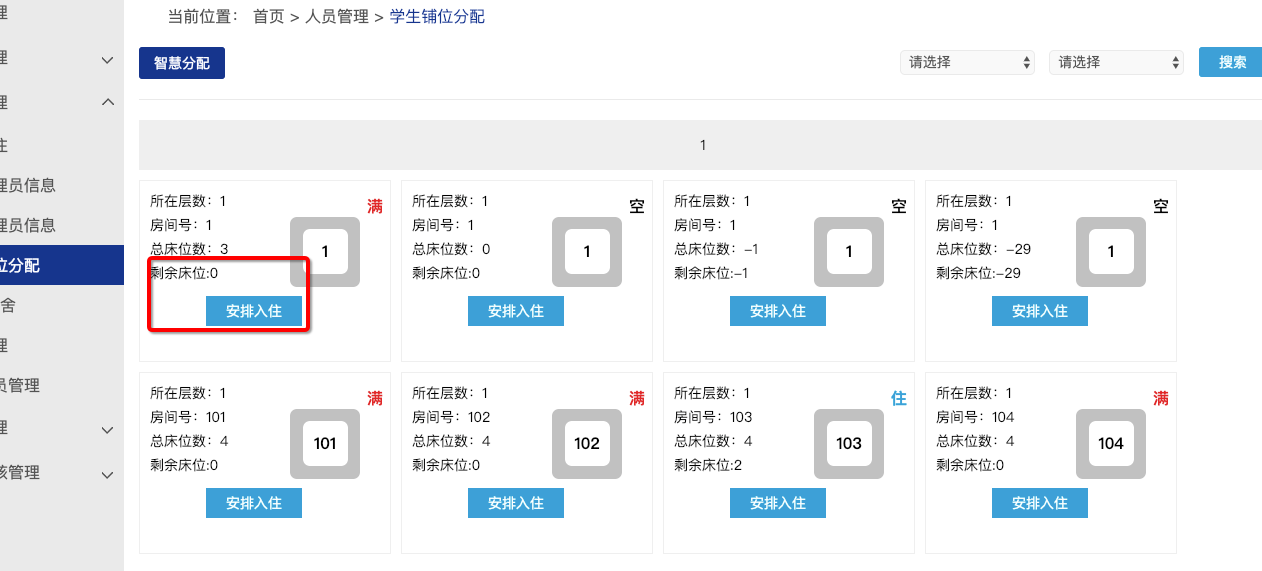 当前位置： 首页 > 人员管理 > 学生铺位分配
理
理
理
住
理员信息
理员信息
位分配
舍
理
员管理
理
核管理
智慧分配
请选择
请选择
搜索
1
所在层数：1
满
房间号：1
总床位数：3
1
剩余床位:0
安排入住
所在层数：1
空
房间号：1
总床位数：0
1
剩余床位:0
安排入住
所在层数：1
空
房间号：1
总床位数：-1
1
剩余床位:-1
安排入住
所在层数：1
空
房间号：1
总床位数：-29
1
剩余床位:-29
安排入住
所在层数：1
满
房间号：101
总床位数：4
101
剩余床位:0
安排入住
所在层数：1
满
房间号：102
总床位数：4
102
剩余床位:0
安排入住
所在层数：1
住
房间号：103
总床位数：4
103
剩余床位:2
安排入住
所在层数：1
满
房间号：104
总床位数：4
104
剩余床位:0
安排入住